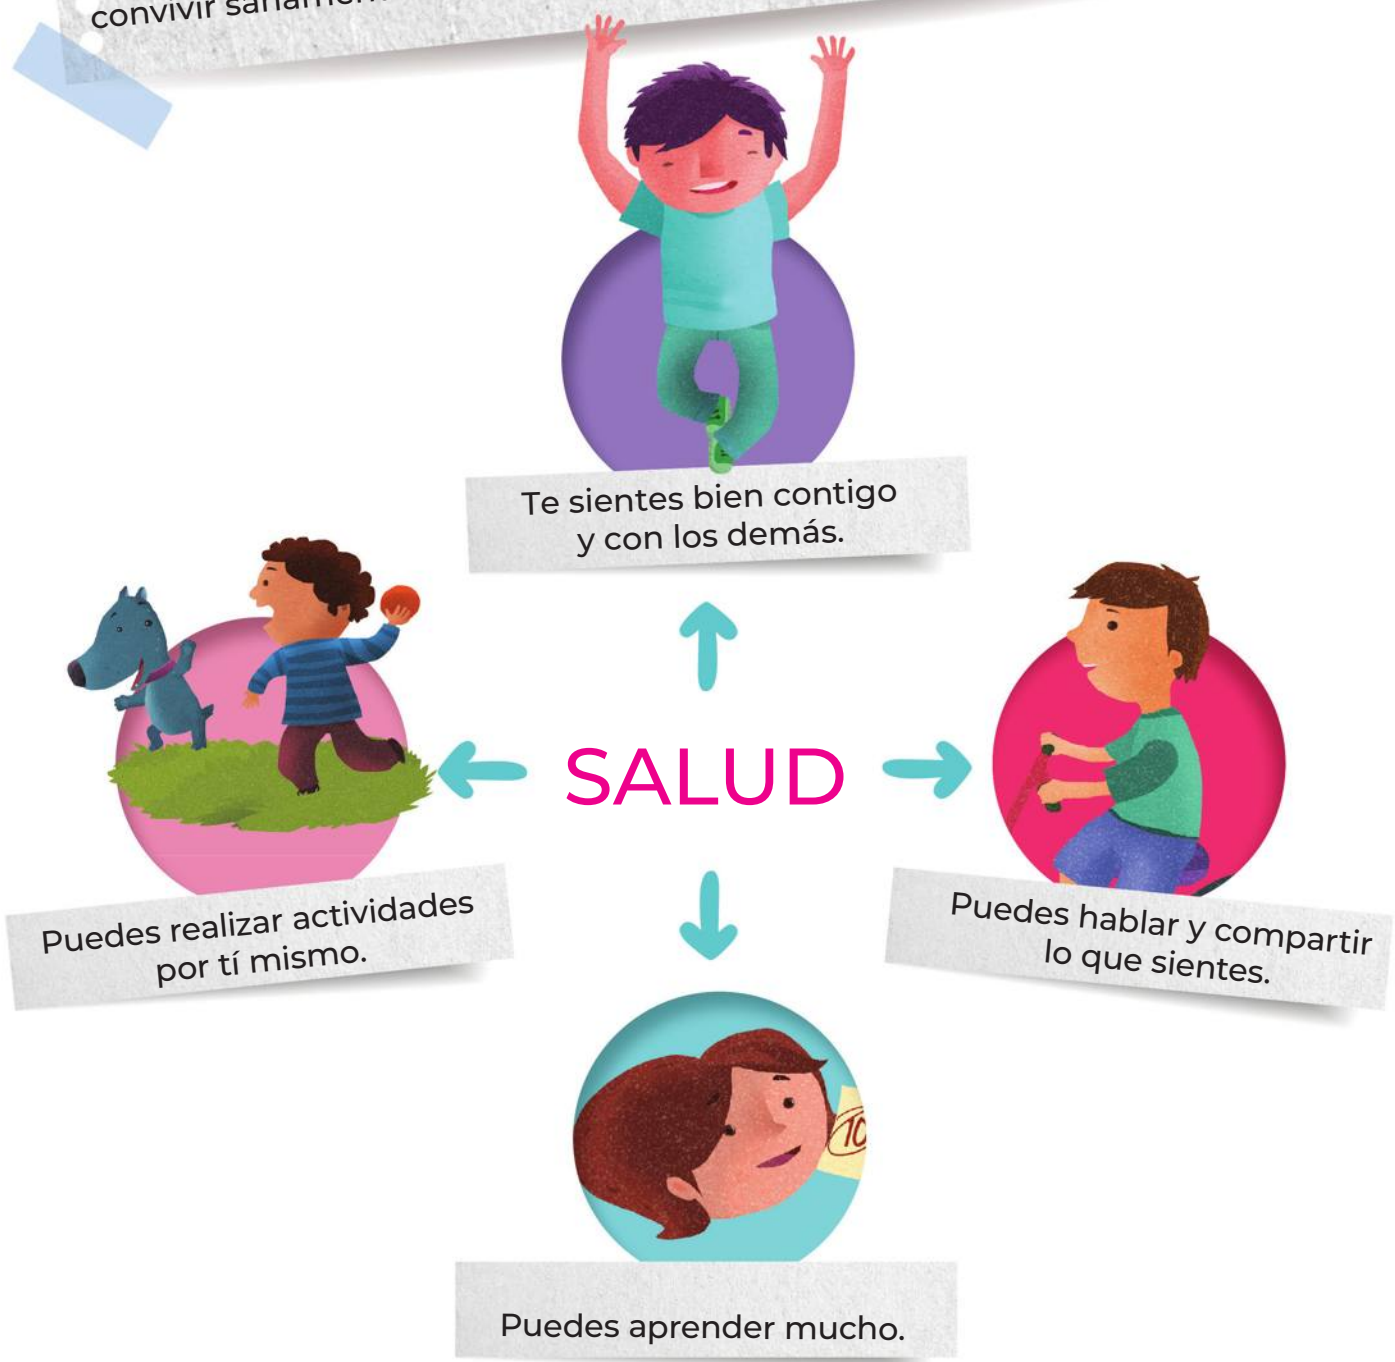 convivir
Te sientes bien contigo
y con los demás.
SALUD
Puedes realizar actividades
por tí mismo.
Puedes hablar y compartir
lo que sientes.
10
Puedes aprender mucho.